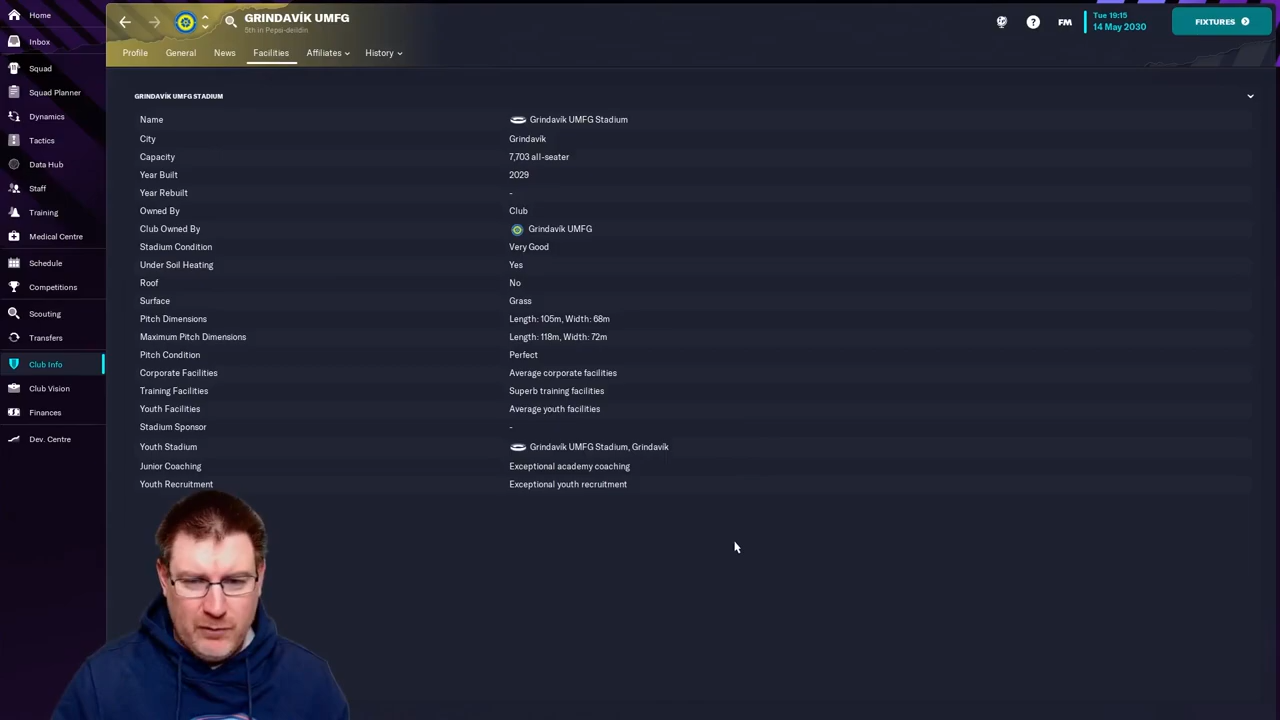 Home
Inbox
Squad
Squad Planner
Dynamics
Tactics
Data Hub
Staff
Training
Medical Centre
Schedule
Competitions
Scouting
Transfers
Club Info
Club Vision
Finances
Dev. Centre
GRINDAVÍK UMFG
5th in Pepsi-deildin
FM
Tue 19:15
14 May 2030
FIXTURES
Profile General News Facilities Affiliates History
GRINDAVÍK UMFG STADIUM
Name Grindavík UMFG Stadium
City Grindavík
Capacity 7,703 all-seater
Year Built 2029
Year Rebuilt -
Owned By Club
Club Owned By Grindavík UMFG
Stadium Condition Very Good
Under Soil Heating Yes
Roof No
Surface Grass
Pitch Dimensions Length: 105m, Width: 68m
Maximum Pitch Dimensions Length: 118m, Width: 72m
Pitch Condition Perfect
Corporate Facilities Average corporate facilities
Training Facilities Superb training facilities
Youth Facilities Average youth facilities
Stadium Sponsor -
Youth Stadium Grindavík UMFG Stadium, Grindavík
Junior Coaching Exceptional academy coaching
Youth Recruitment Exceptional youth recruitment